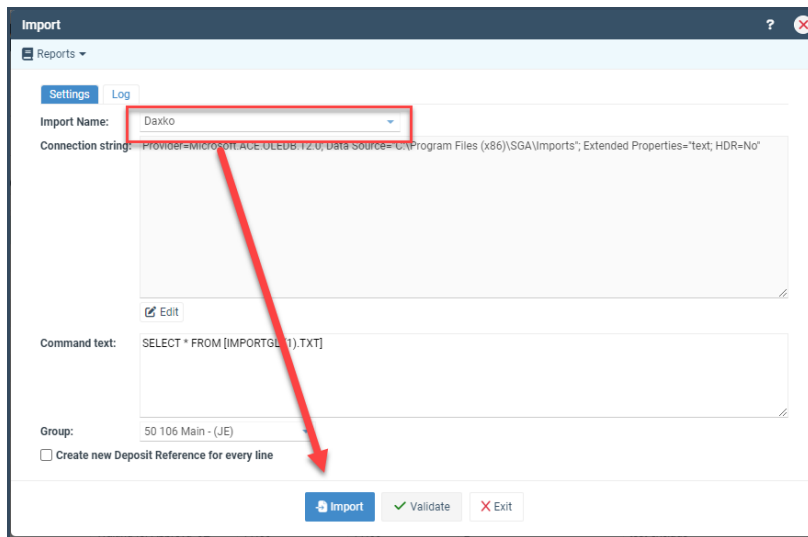 Import ?
Reports
Settings Log
Import Name: Daxko
Connection string: Provider=Microsoft.ACE.OLEDB.12.0; Data Source="C:\Program Files (x86)\SGA\Imports"; Extended Properties="text; HDR=No"
Edit
Command text: SELECT * FROM [IMPORTGL(1).TXT]
Group: 50 106 Main - (JE)
Create new Deposit Reference for every line
Import Validate Exit